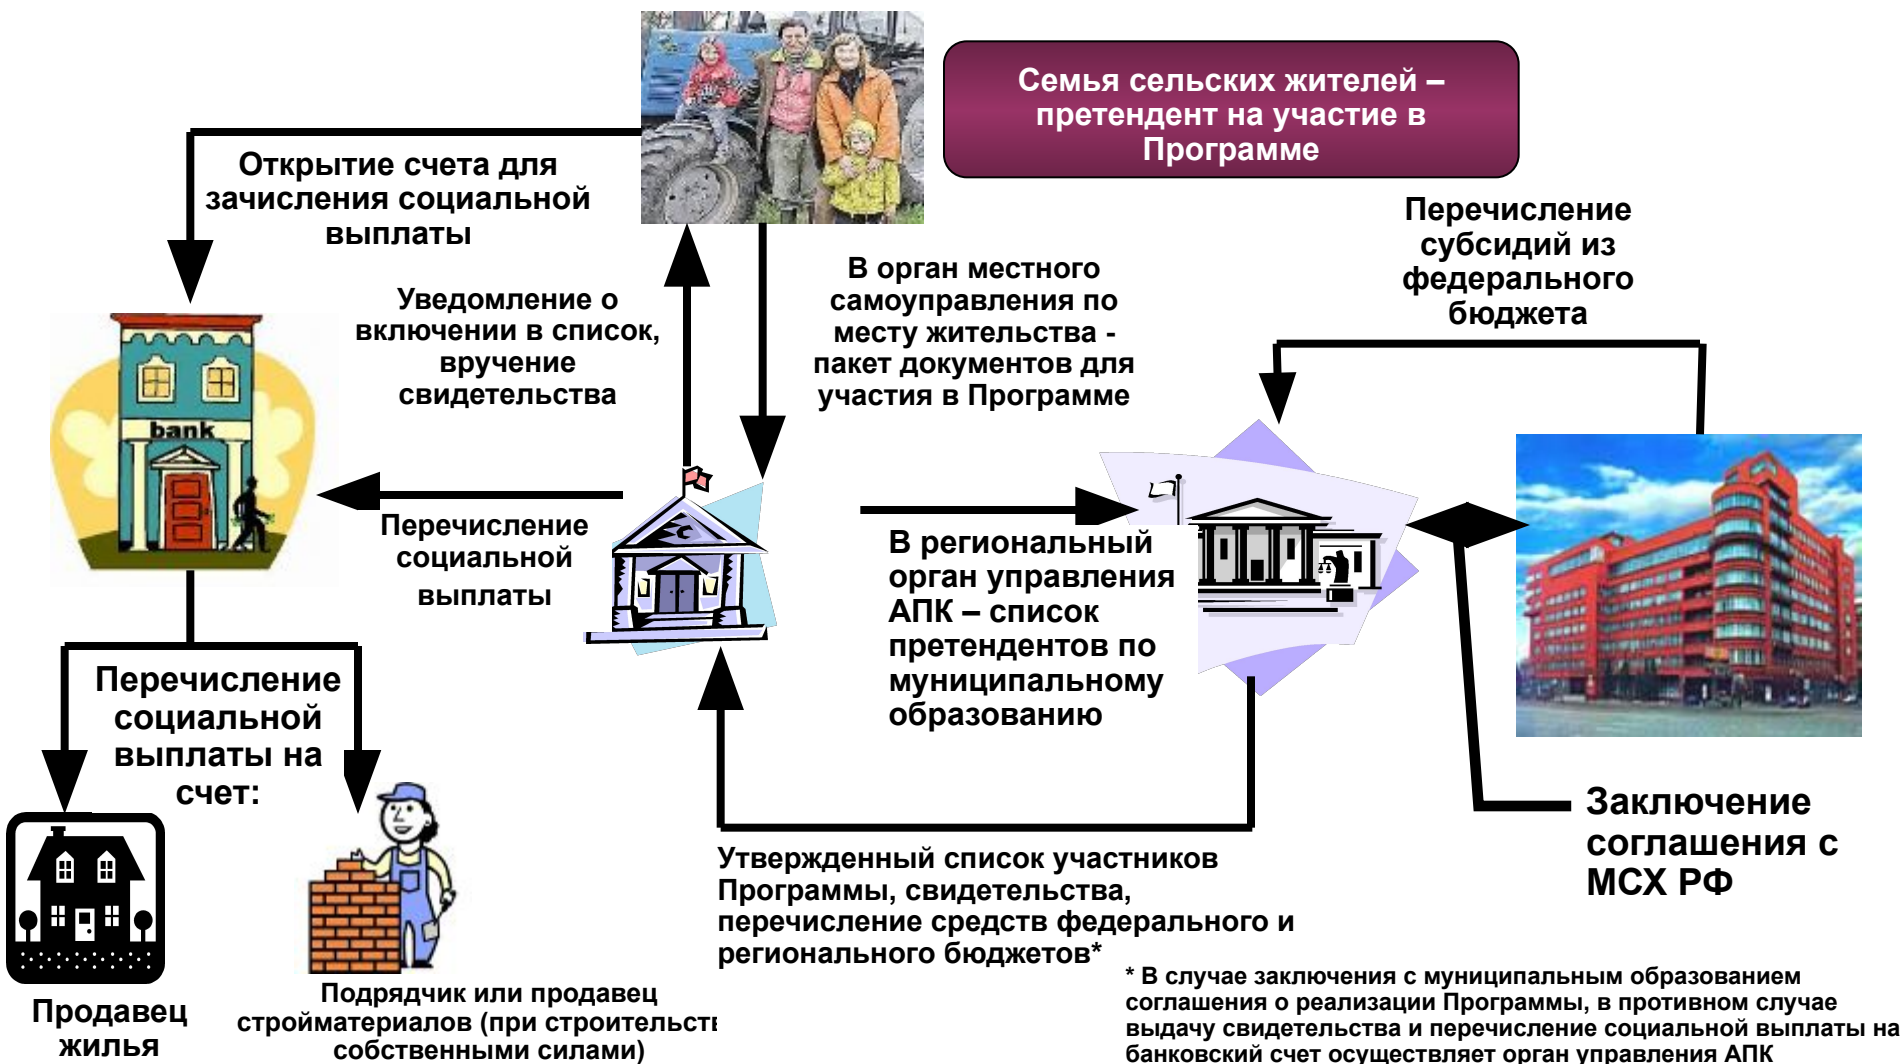 Семья сельских жителей –
претендент на участие в
Программе
Открытие счета для
зачисления социальной
выплаты
Перечисление
субсидий из
федерального
бюджета
Уведомление о
включении в список,
вручение
свидетельства
В орган местного
самоуправления по
месту жительства -
пакет документов для
участия в Программе
bank
Перечисление
социальной
выплаты
В региональный
орган управления
АПК – список
претендентов по
муниципальному
образованию
Перечисление
социальной
выплаты на
счет:
Заключение
соглашения с
МСХ РФ
Утвержденный список участников
Программы, свидетельства,
перечисление средств федерального и
регионального бюджетов*
Продавец
жилья
Подрядчик или продавец
стройматериалов (при строительств
собственными силами)
* В случае заключения с муниципальным образованием
соглашения о реализации Программы, в противном случае
выдачу свидетельства и перечисление социальной выплаты на
банковский счет осуществляет орган управления АПК